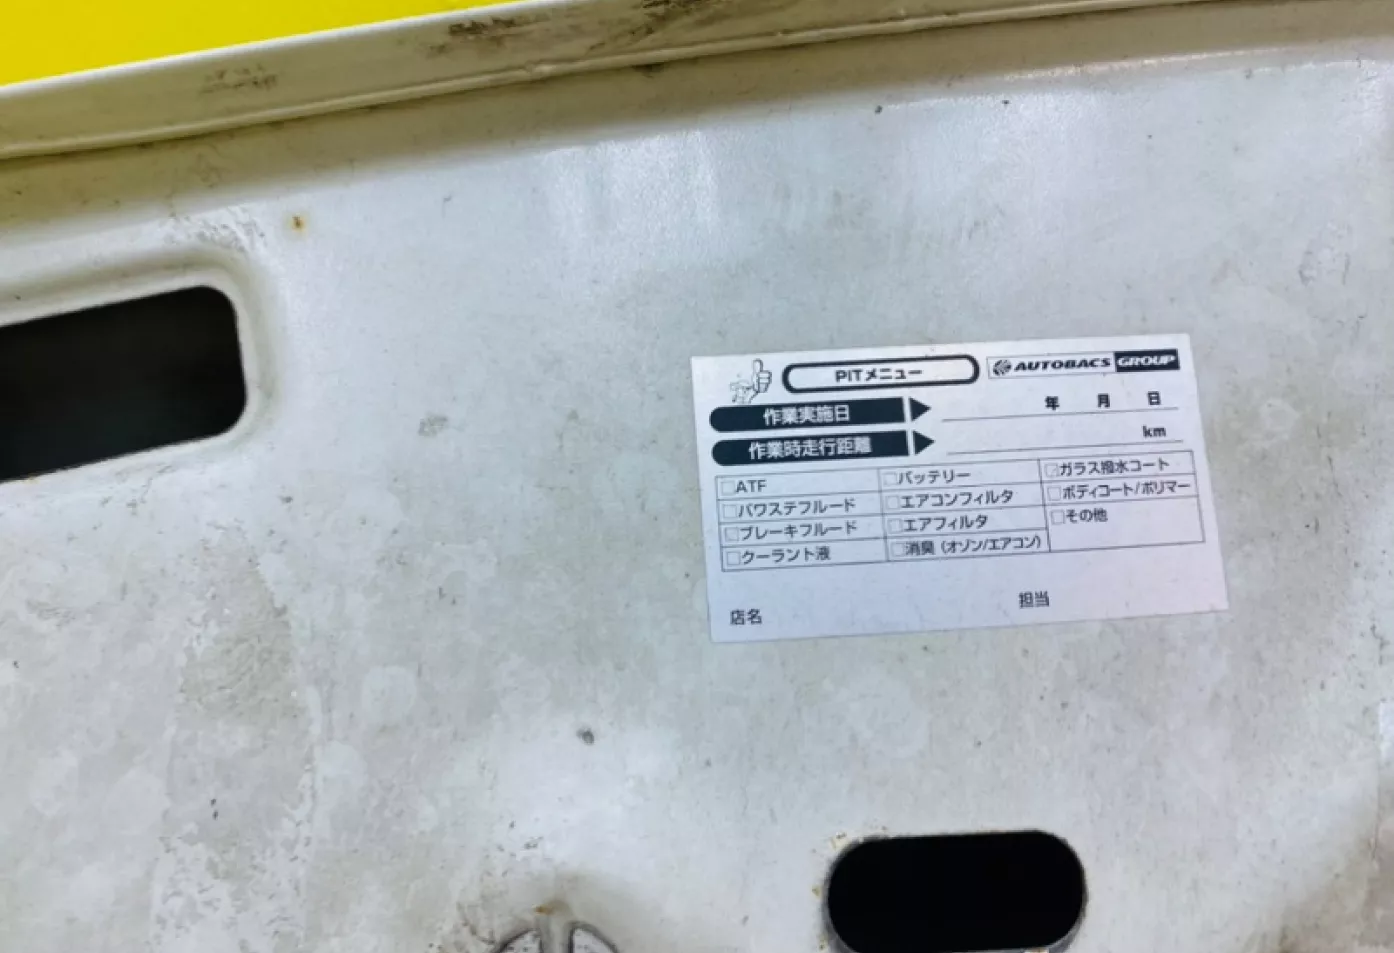 PITメニュー
AUTOBACS GROUP
作業実施日
年 月 日
作業時走行距離
km
ATF
バッテリー
ガラス撥水コート
パワステフルード
エアコンフィルタ
ボディコート/ポリマー
ブレーキフルード
エアフィルタ
その他
クーラント液
消臭(オゾン/エアコン)
店名
担当